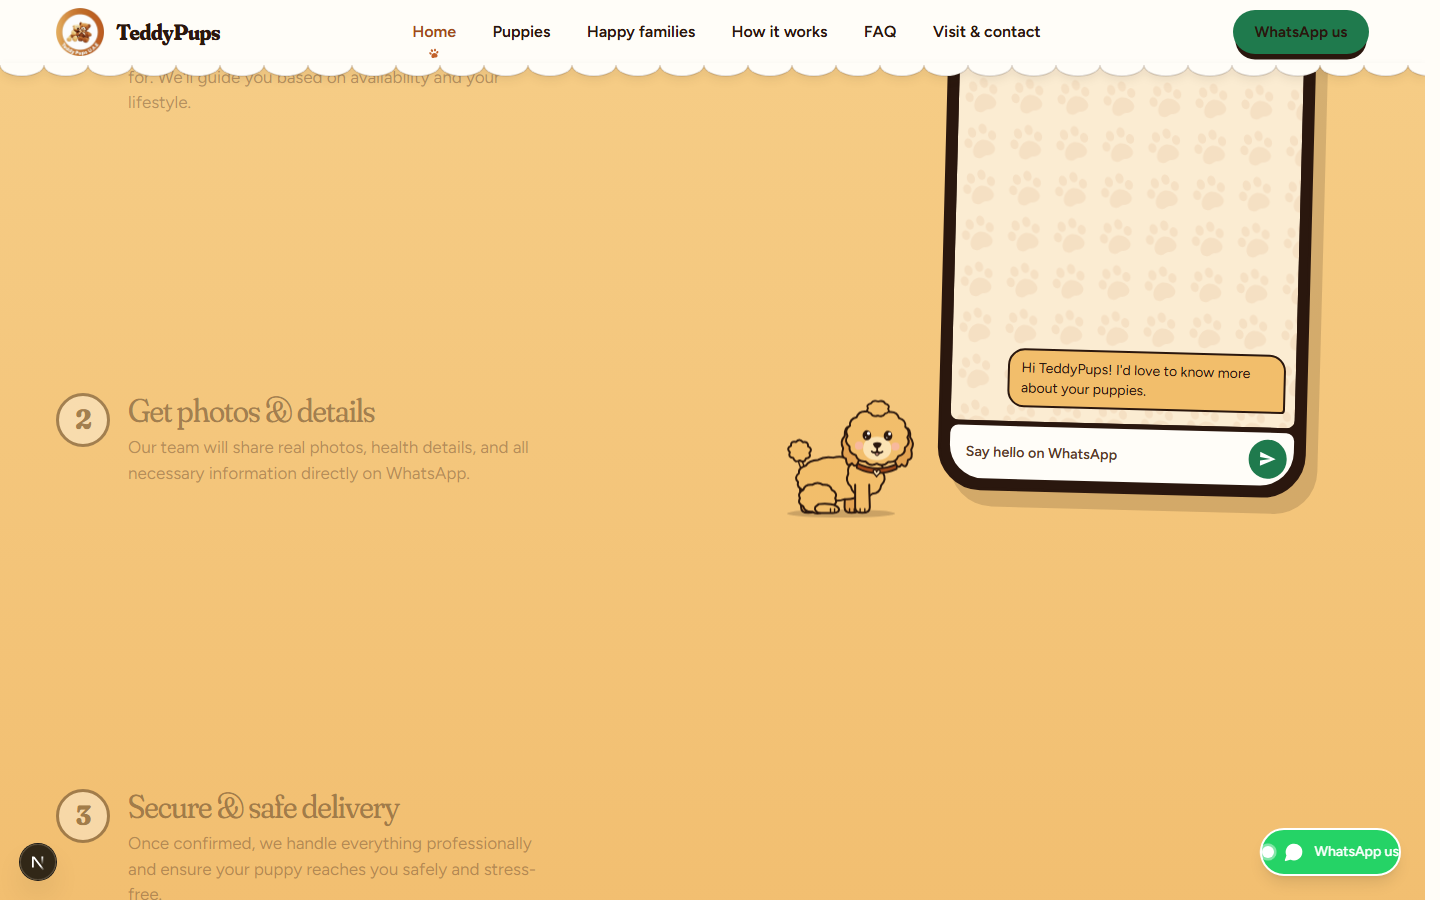 TeddyPups
Home
Puppies
Happy families
How it works
FAQ
Visit & contact
WhatsApp us
for. We'll guide you based on availability and your
lifestyle.
Hi TeddyPups! I'd love to know more
about your puppies.
Say hello on WhatsApp
2
Get photos & details
Our team will share real photos, health details, and all
necessary information directly on WhatsApp.
3
Secure & safe delivery
Once confirmed, we handle everything professionally
and ensure your puppy reaches you safely and stress-
free.
N
WhatsApp us